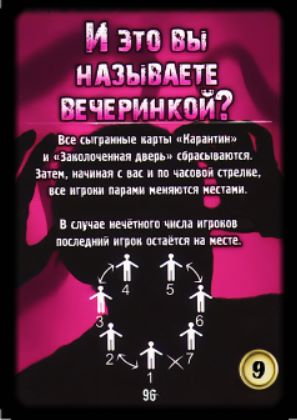 И ЭТО ВЫ
НАЗЫВАЕТЕ
ВЕЧЕРИНКОЙ?
Все сыгранные карты «Карантин»
и «Заколоченная дверь» сбрасываются.
Затем, начиная с вас и по часовой стрелке,
все игроки парами меняются местами.
В случае нечётного числа игроков
последний игрок остаётся на месте.
4 5
3 6
2 7
1
9
96